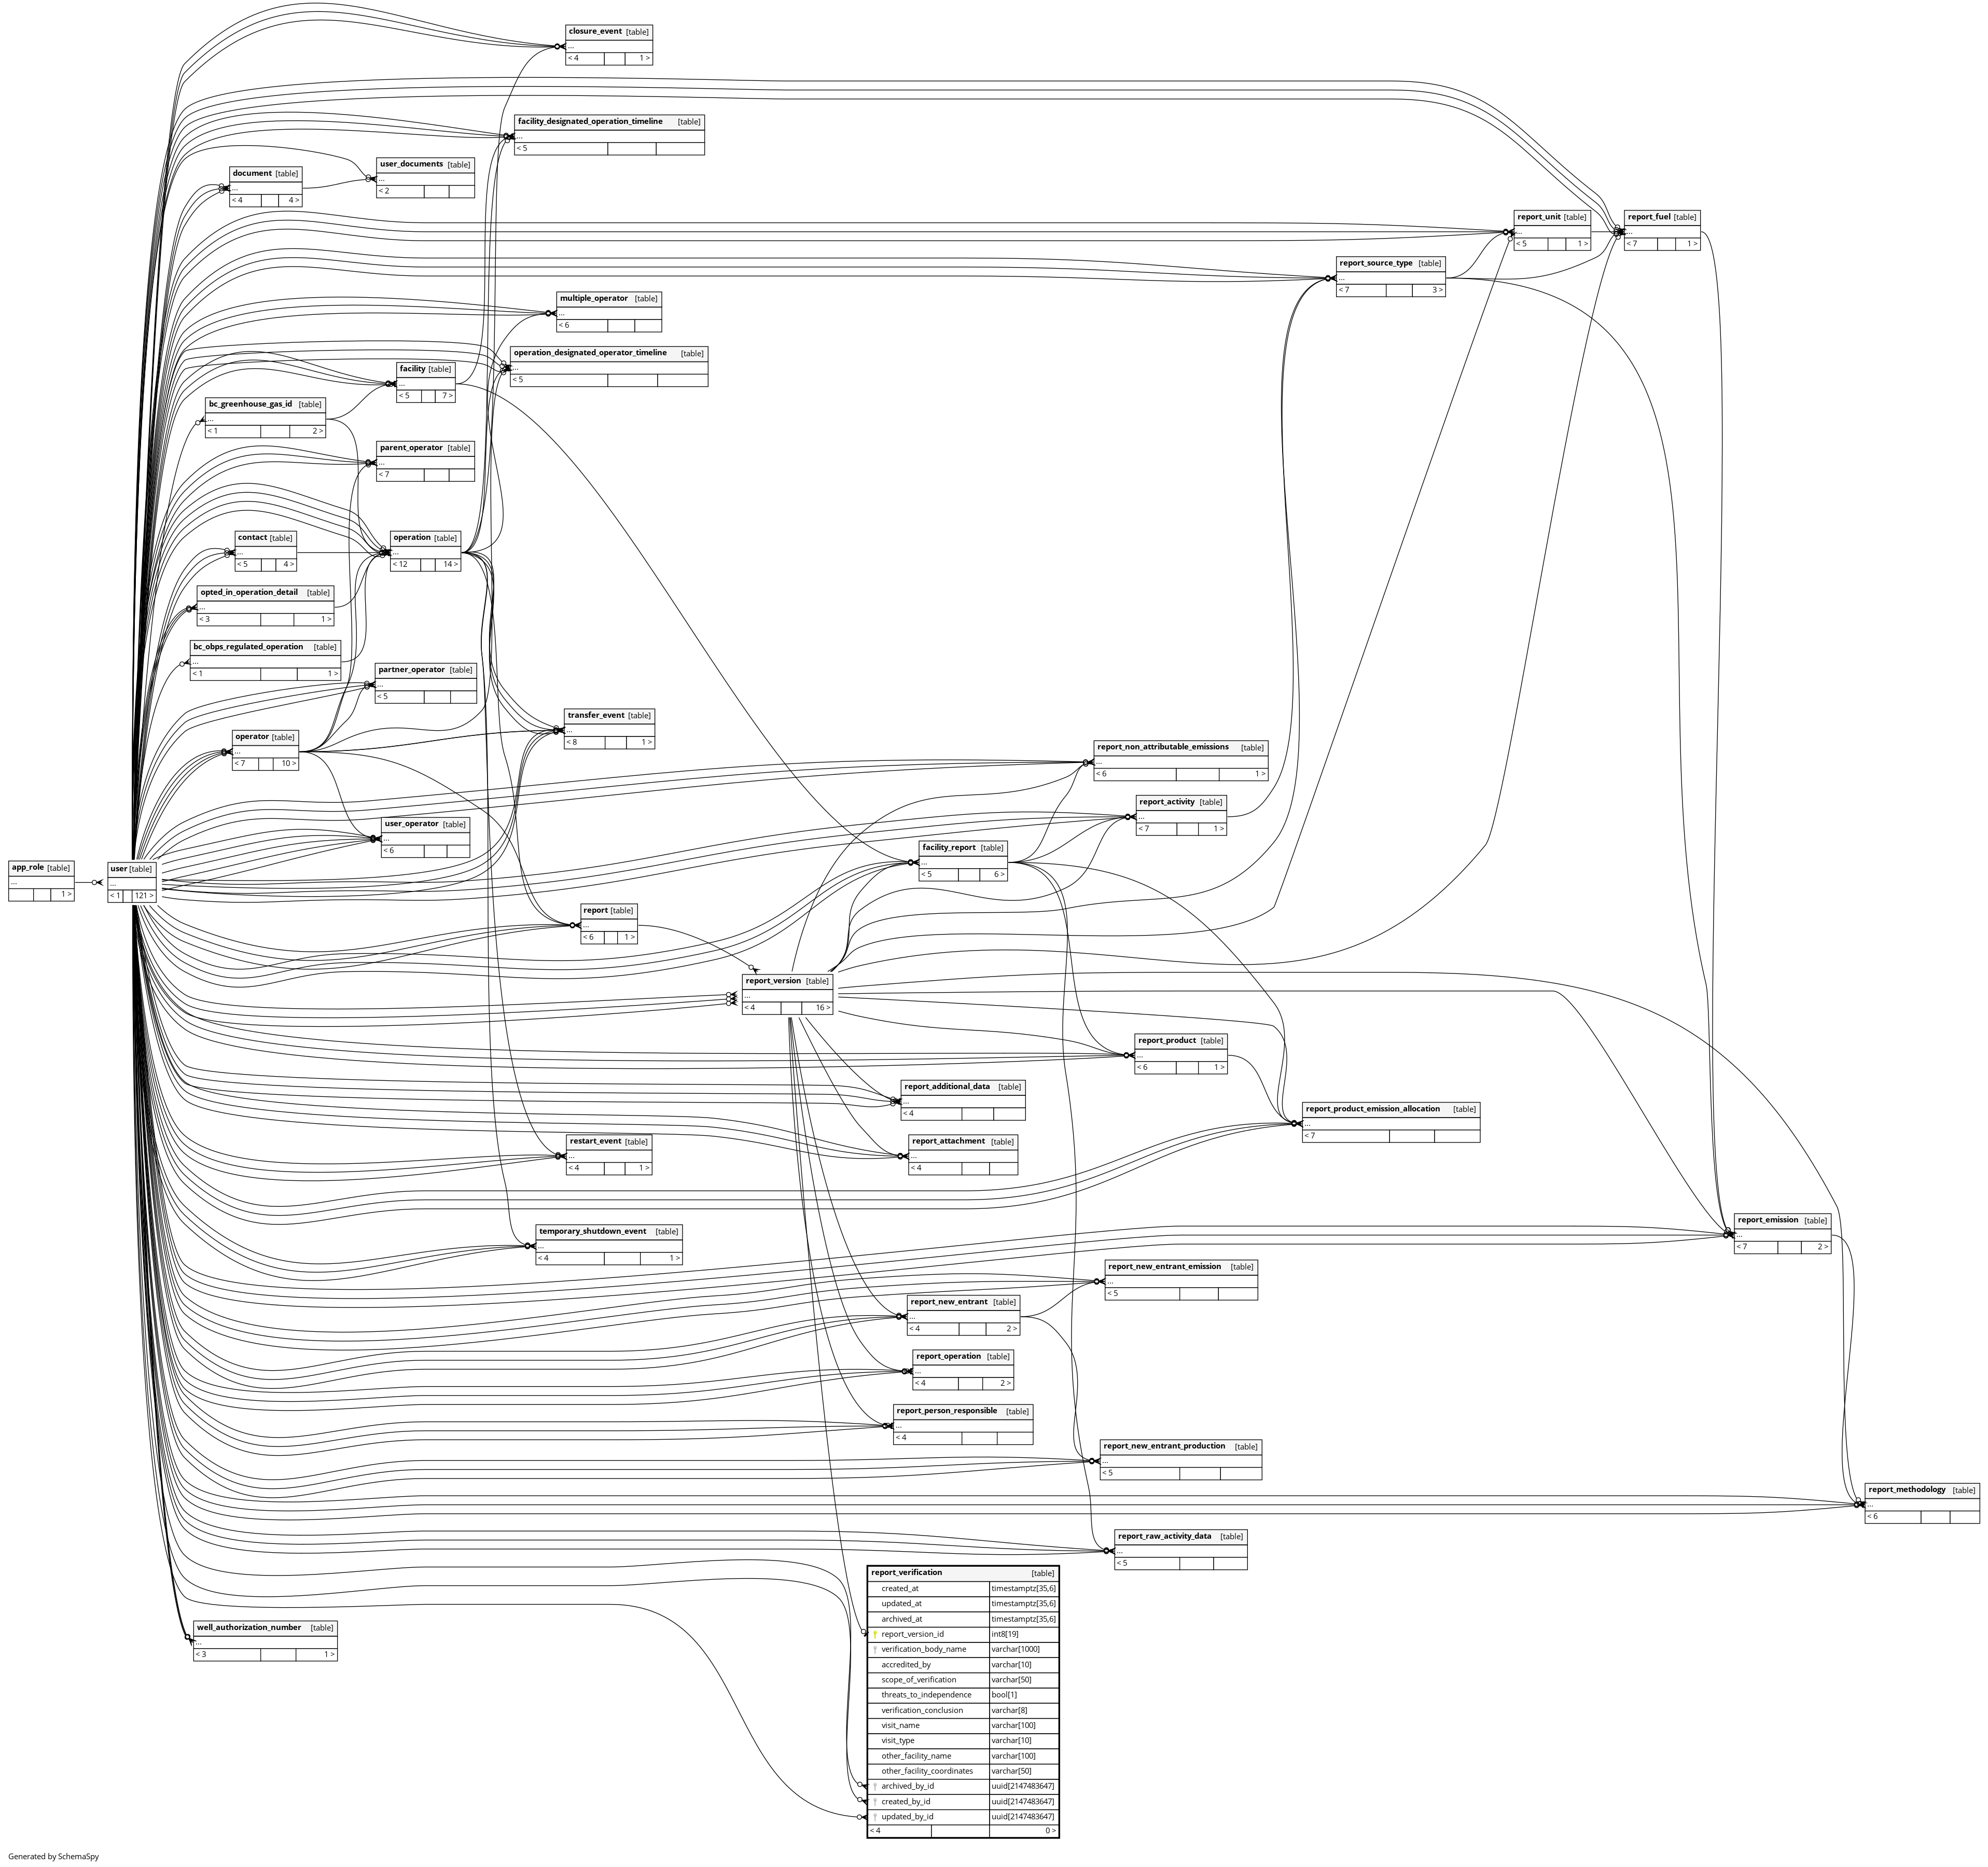 closure_event [table]
...
< 4 1 >
facility_designated_operation_timeline [table]
...
< 5
user_documents [table]
...
< 2
document [table]
...
< 4 4 >
report_unit [table]
...
< 5 1 >
report_fuel [table]
...
< 7 1 >
report_source_type [table]
...
< 7 3 >
multiple_operator [table]
...
< 6
operation_designated_operator_timeline [table]
...
< 5
facility [table]
...
< 5 7 >
bc_greenhouse_gas_id [table]
...
< 1 2 >
parent_operator [table]
...
< 7
contact [table]
...
< 5 4 >
operation [table]
...
< 12 14 >
opted_in_operation_detail [table]
...
< 3 1 >
bc_obps_regulated_operation [table]
...
< 1 1 >
partner_operator [table]
...
< 5
transfer_event [table]
...
< 8 1 >
operator [table]
...
< 7 10 >
report_non_attributable_emissions [table]
...
< 6 1 >
report_activity [table]
...
< 7 1 >
user_operator [table]
...
< 6
facility_report [table]
...
< 5 6 >
app_role [table]
...
1 >
user [table]
...
< 1 121 >
report [table]
...
< 6 1 >
report_version [table]
...
< 4 16 >
report_product [table]
...
< 6 1 >
report_additional_data [table]
...
< 4
report_product_emission_allocation [table]
...
< 7
restart_event [table]
...
< 4 1 >
report_attachment [table]
...
< 4
temporary_shutdown_event [table]
...
< 4 1 >
report_emission [table]
...
< 7 2 >
report_new_entrant_emission [table]
...
< 5
report_new_entrant [table]
...
< 4 2 >
report_operation [table]
...
< 4 2 >
report_person_responsible [table]
...
< 4
report_new_entrant_production [table]
...
< 5
report_methodology [table]
...
< 6
report_raw_activity_data [table]
...
< 5
report_verification [table]
created_at timestamptz[35,6]
updated_at timestamptz[35,6]
archived_at timestamptz[35,6]
report_version_id int8[19]
verification_body_name varchar[1000]
accredited_by varchar[10]
scope_of_verification varchar[50]
threats_to_independence bool[1]
verification_conclusion varchar[8]
visit_name varchar[100]
visit_type varchar[10]
other_facility_name varchar[100]
other_facility_coordinates varchar[50]
archived_by_id uuid[2147483647]
created_by_id uuid[2147483647]
updated_by_id uuid[2147483647]
< 4 0 >
well_authorization_number [table]
...
< 3 1 >
Generated by SchemaSpy